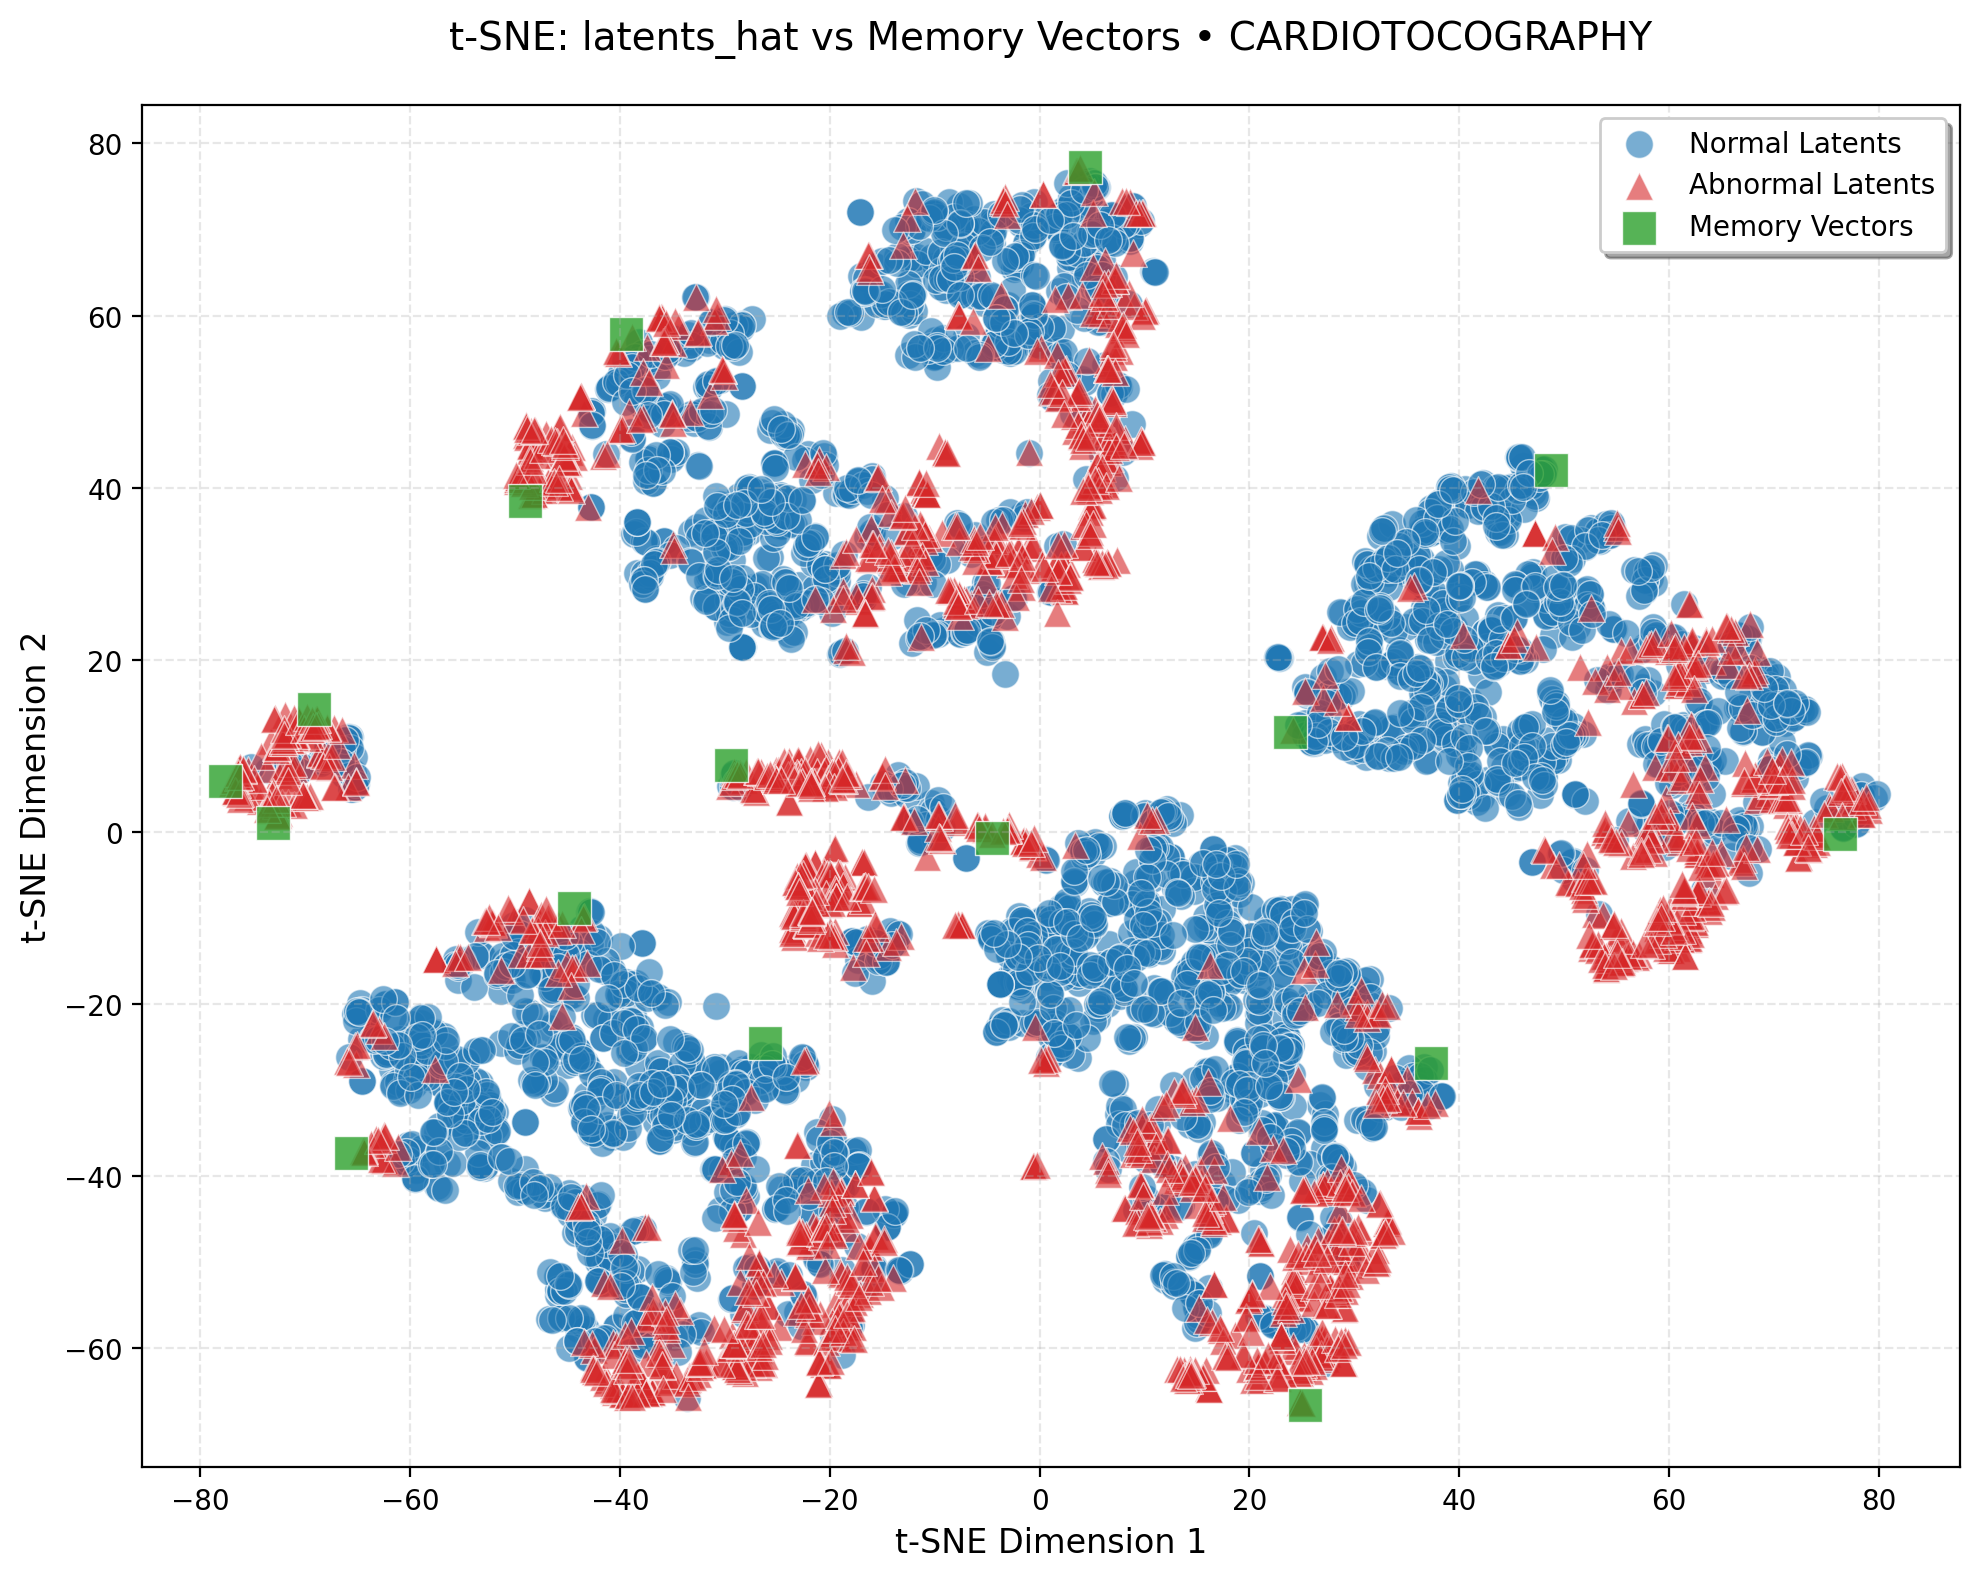 t-SNE: latents_hat vs Memory Vectors • CARDIOTOCOGRAPHY
Normal Latents
Abnormal Latents
Memory Vectors
80
60
40
20
0
−20
−40
−60
t-SNE Dimension 2
−80 −60 −40 −20 0 20 40 60 80
t-SNE Dimension 1